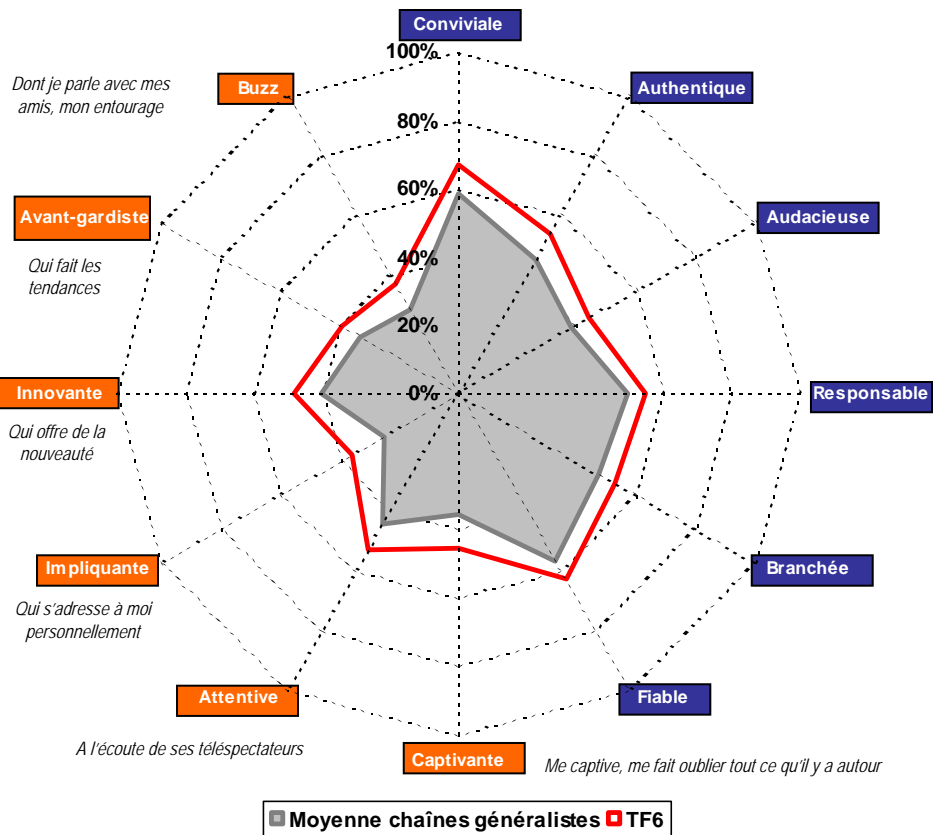 Conviviale
100%
Buzz
Dont je parle avec mes
amis, mon entourage
Authentique
80%
60%
Avant-gardiste
Qui fait les
tendances
Audacieuse
40%
20%
0%
Innovante
Qui offre de la
nouveauté
Responsable
Impliquante
Qui s'adresse à moi
personnellement
Branchée
Attentive
A l'écoute de ses téléspectateurs
Fiable
Captivante
Me captive, me fait oublier tout ce qu'il y a autour
Moyenne chaînes généralistes TF6